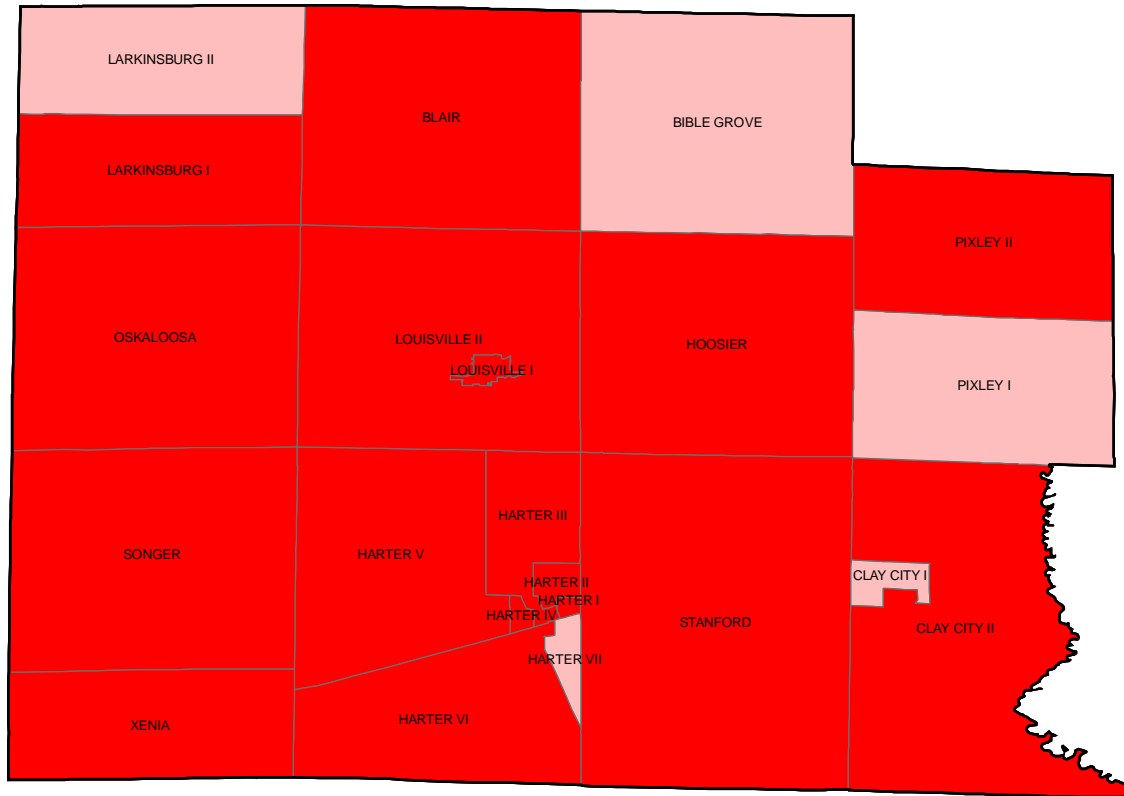 LARKINSBURG II
BLAIR
BIBLE GROVE
LARKINSBURG I
PIXLEY II
OSKALOOSA
LOUISVILLE II
HOOSIER
LOUISVILLE I
PIXLEY I
HARTER III
SONGER
HARTER V
CLAY CITY I
HARTER II
HARTER I
HARTER IV
STANFORD
CLAY CITY II
HARTER VII
XENIA
HARTER VI